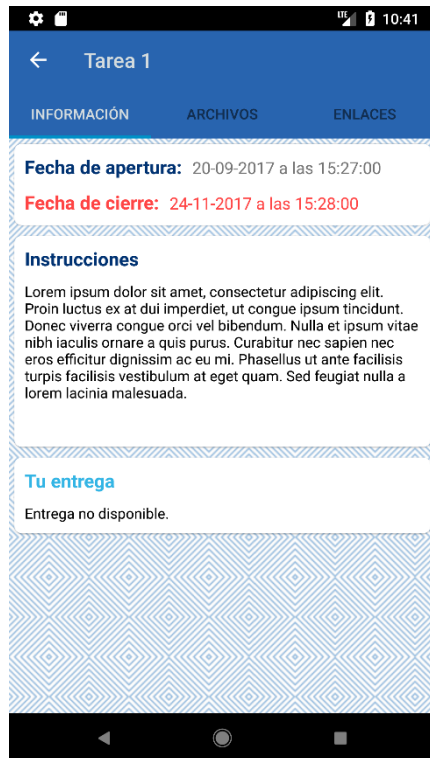 LTE 10:41
Tarea 1
INFORMACIÓN ARCHIVOS ENLACES
Fecha de apertura: 20-09-2017 a las 15:27:00
Fecha de cierre: 24-11-2017 a las 15:28:00
Instrucciones
Lorem ipsum dolor sit amet, consectetur adipiscing elit.
Proin luctus ex at dui imperdiet, ut congue ipsum tincidunt.
Donec viverra congue orci vel bibendum. Nulla et ipsum vitae
nibh iaculis ornare a quis purus. Curabitur nec sapien nec
eros efficitur dignissim ac eu mi. Phasellus ut ante facilisis
turpis facilisis vestibulum at eget quam. Sed feugiat nulla a
lorem lacinia malesuada.
Tu entrega
Entrega no disponible.